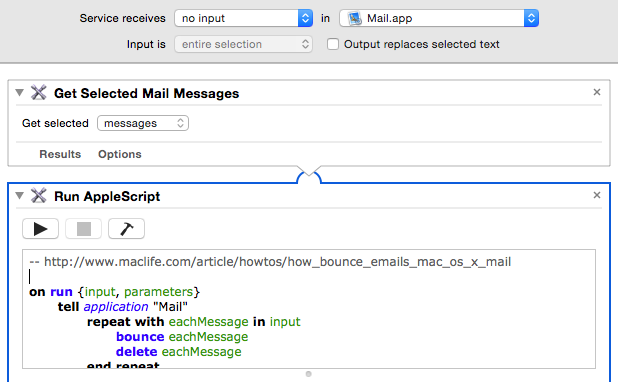 Service receives no input in Mail.app
Input is entire selection Output replaces selected text
Get Selected Mail Messages
Get selected messages
Results Options
Run AppleScript
-- http://www.maclife.com/article/howtos/how_bounce_emails_mac_os_x_mail
on run {input, parameters}
tell application "Mail"
repeat with eachMessage in input
bounce eachMessage
delete eachMessage
end repeat